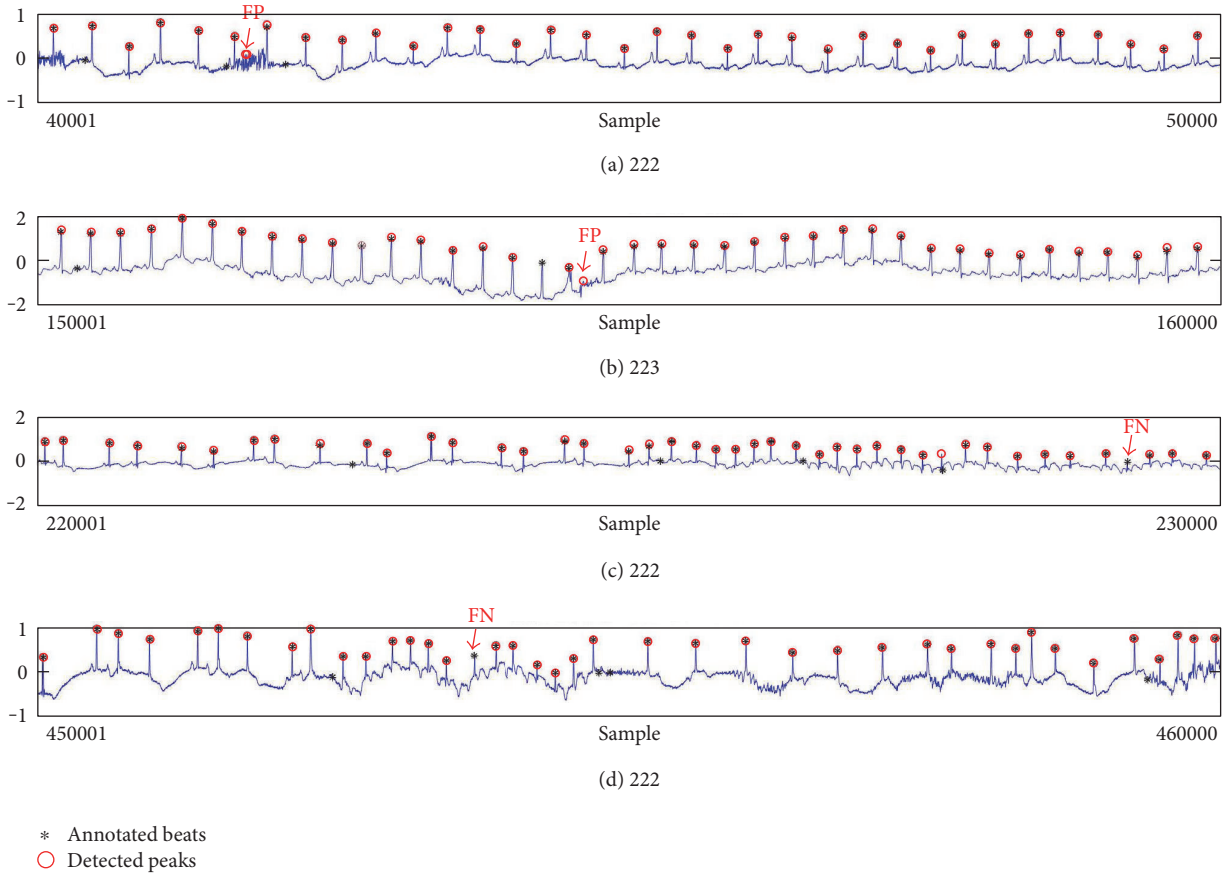 FP
1
0
−1
40001 Sample 50000
(a) 222
2
FP
0
−2
150001 Sample 160000
(b) 223
2
FN
0
−2
220001 Sample 230000
(c) 222
FN
1
0
−1
450001 Sample 460000
(d) 222
* Annotated beats
Detected peaks